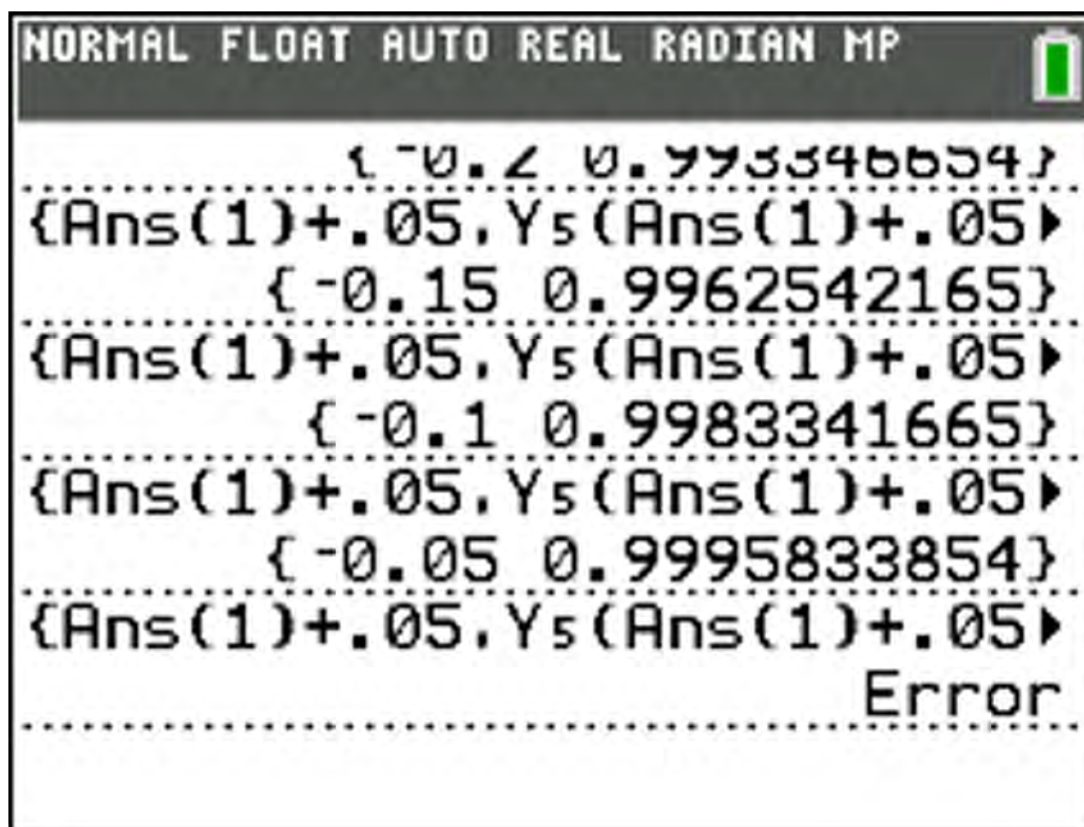 NORMAL FLOAT AUTO REAL RADIAN MP
{⁻0.2 0.993346654}
{Ans(1)+.05,Y₅(Ans(1)+.05▸
{⁻0.15 0.9962542165}
{Ans(1)+.05,Y₅(Ans(1)+.05▸
{⁻0.1 0.9983341665}
{Ans(1)+.05,Y₅(Ans(1)+.05▸
{⁻0.05 0.9995833854}
{Ans(1)+.05,Y₅(Ans(1)+.05▸
Error